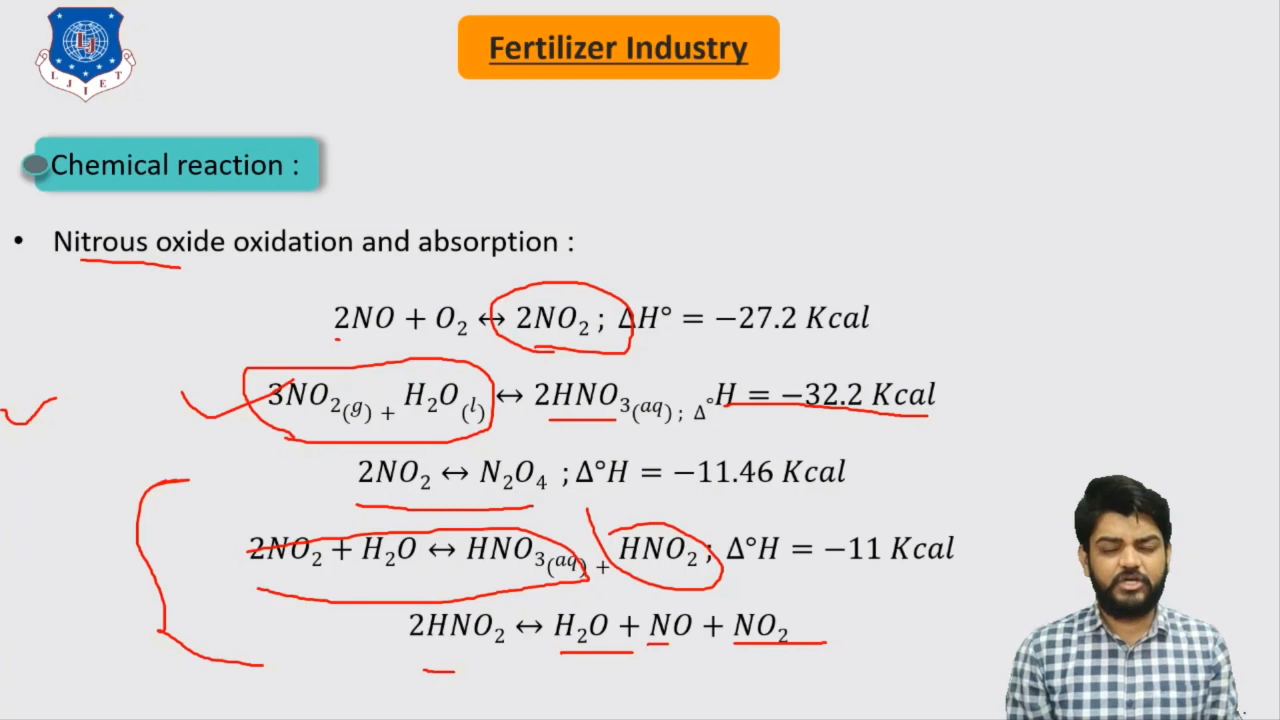 Fertilizer Industry
L J I E T
Chemical reaction :
• Nitrous oxide oxidation and absorption :
2NO + O₂ ↔ 2NO₂ ; ΔH° = −27.2 Kcal
3NO₂₍g₎ ₊ H₂O₍l₎ ↔ 2HNO₃₍aq₎ ; Δ°H = −32.2 Kcal
2NO₂ ↔ N₂O₄ ; Δ°H = −11.46 Kcal
2NO₂ + H₂O ↔ HNO₃₍aq₎ ₊ HNO₂ ; Δ°H = −11 Kcal
2HNO₂ ↔ H₂O + NO + NO₂